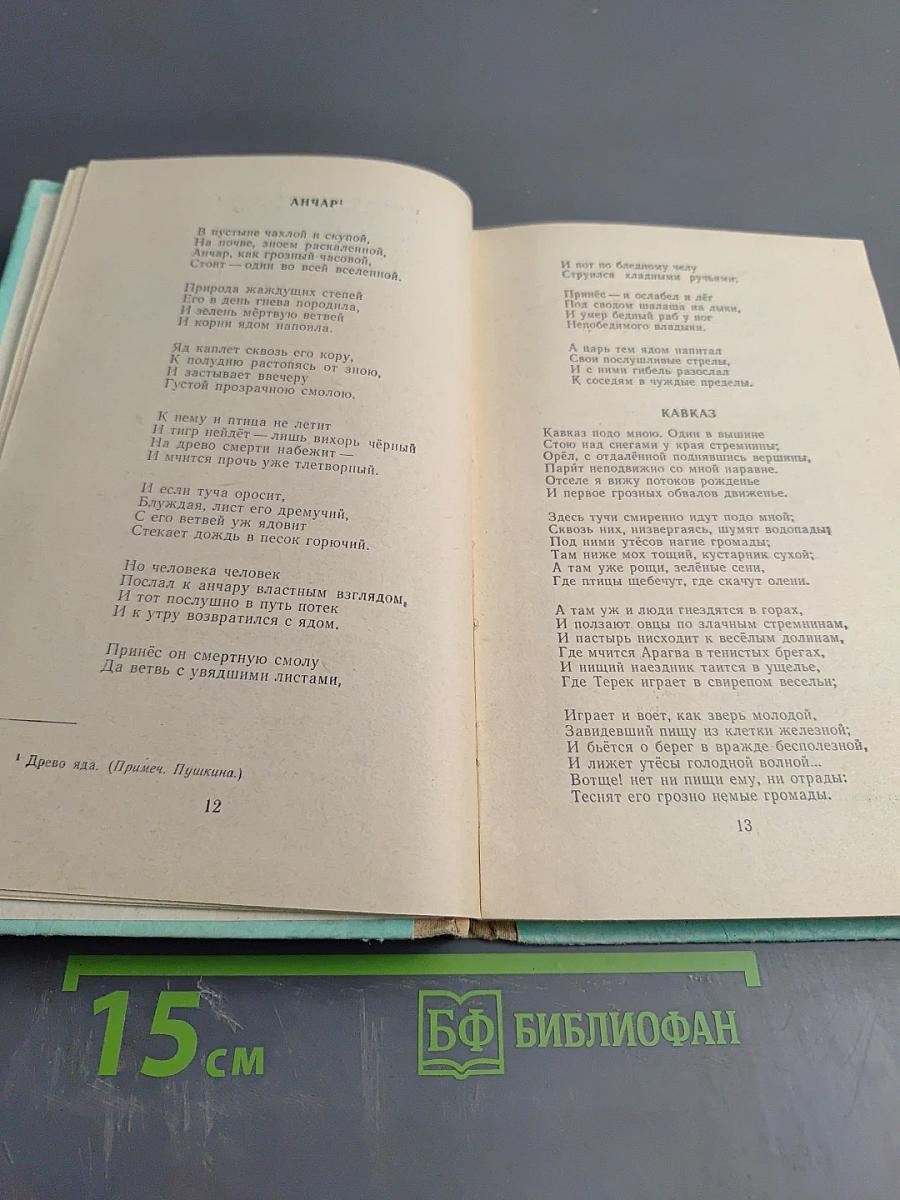 АНЧАР¹
В пустыне чахлой и скупой,
На почве, зноем раскаленной,
Анчар, как грозный часовой,
Стоит — один во всей вселенной.
Природа жаждущих степей
Его в день гнева породила,
И зелень мёртвую ветвей
И корни ядом напоила.
Яд каплет сквозь его кору,
К полудню растопясь от зною,
И застывает ввечеру
Густой прозрачною смолою.
К нему и птица не летит
И тигр нейдёт — лишь вихорь чёрный
На древо смерти набежит —
И мчится прочь уже тлетворный.
И если туча оросит,
Блуждая, лист его дремучий,
С его ветвей уж ядовит
Стекает дождь в песок горючий.
Но человека человек
Послал к анчару властным взглядом,
И тот послушно в путь потек
И к утру возвратился с ядом.
Принёс он смертную смолу
Да ветвь с увядшими листами,
¹ Древо яда. (Примеч. Пушкина.)
12
И пот по бледному челу
Струился хладными ручьями;
Принёс — и ослабел и лёг
Под сводом шалаша на лыки,
И умер бедный раб у ног
Непобедимого владыки.
А царь тем ядом напитал
Свои послушливые стрелы,
И с ними гибель разослал
К соседям в чуждые пределы.
КАВКАЗ
Кавказ подо мною. Один в вышине
Стою над снегами у края стремнины;
Орёл, с отдалённой поднявшись вершины,
Парит неподвижно со мной наравне.
Отселе я вижу потоков рожденье
И первое грозных обвалов движенье.
Здесь тучи смиренно идут подо мной;
Сквозь них, низвергаясь, шумят водопады;
Под ними утёсов нагие громады;
Там ниже мох тощий, кустарник сухой;
А там уже рощи, зелёные сени,
Где птицы щебечут, где скачут олени.
А там уж и люди гнездятся в горах,
И ползают овцы по злачным стремнинам,
И пастырь нисходит к весёлым долинам,
Где мчится Арагва в тенистых брегах,
И нищий наездник таится в ущелье,
Где Терек играет в свирепом весельи;
Играет и воет, как зверь молодой,
Завидевший пищу из клетки железной;
И бьётся о берег в вражде бесполезной,
И лижет утёсы голодной волной...
Вотще! нет ни пищи ему, ни отрады:
Теснят его грозно немые громады.
13
15 см
БФ БИБЛИОФАН